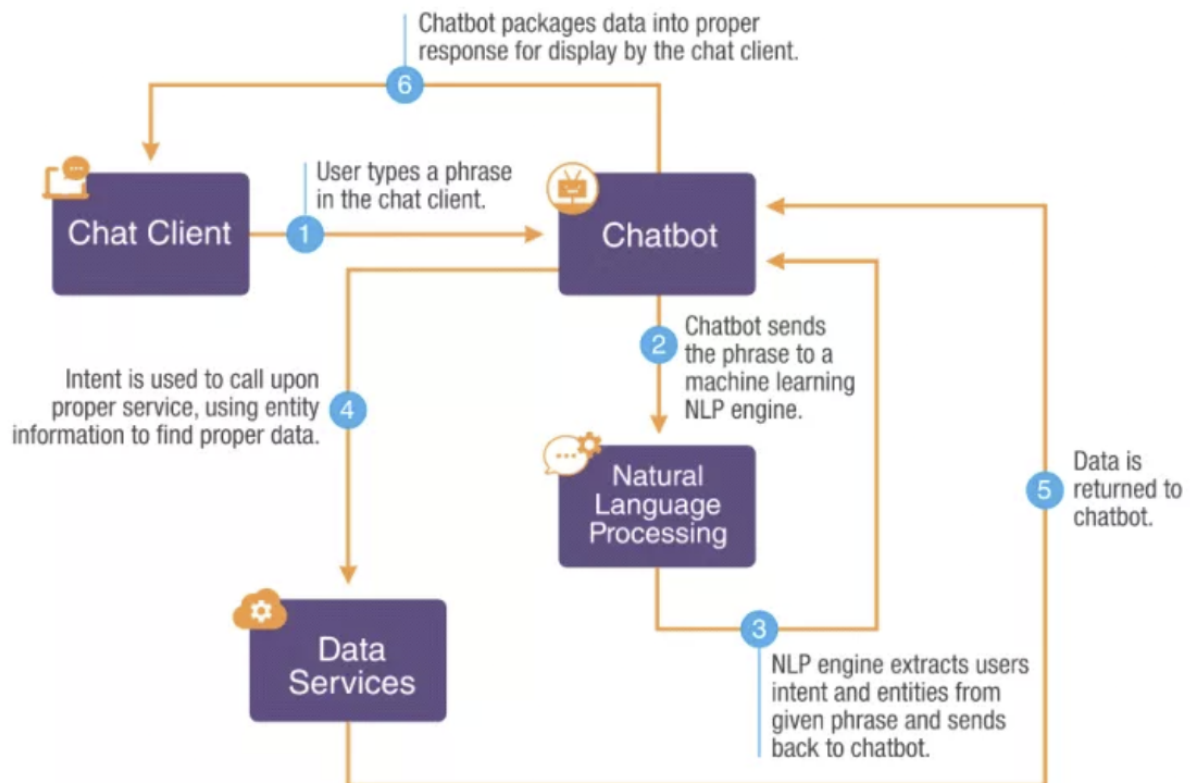 Chatbot packages data into proper
response for display by the chat client.
6
User types a phrase
in the chat client.
Chat Client
1
Chatbot
2
Chatbot sends
the phrase to a
machine learning
NLP engine.
Intent is used to call upon
proper service, using entity
information to find proper data.
4
Natural
Language
Processing
5
Data is
returned to
chatbot.
Data
Services
3
NLP engine extracts users
intent and entities from
given phrase and sends
back to chatbot.